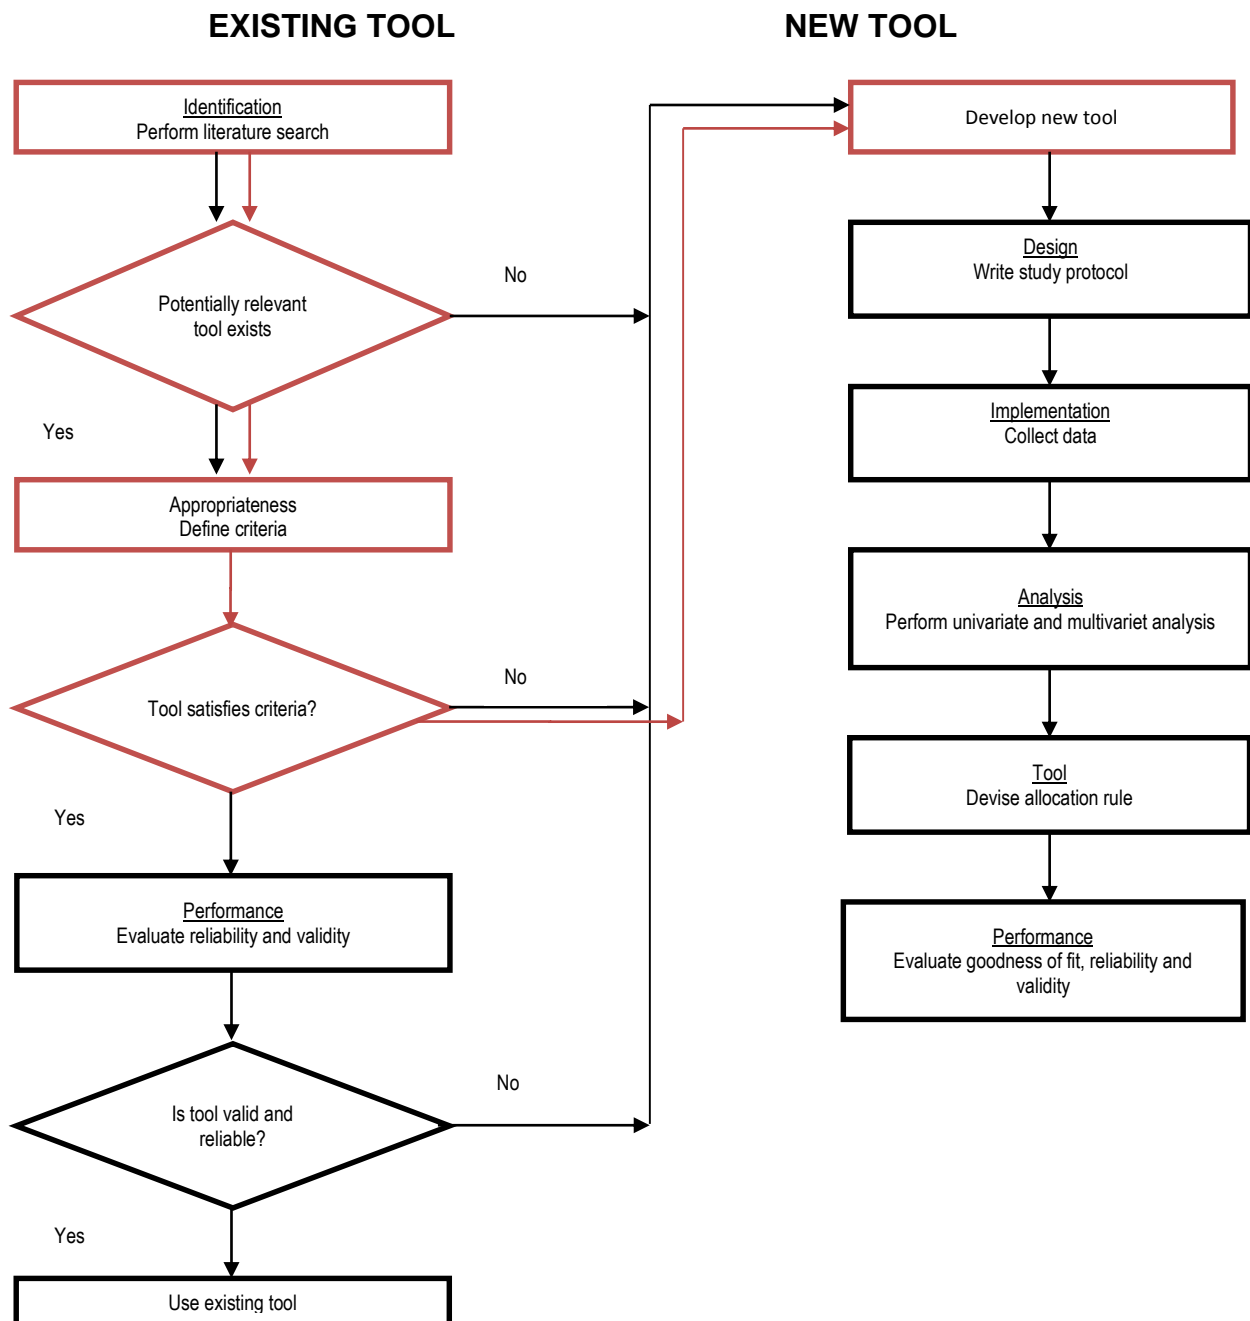 EXISTING TOOL
NEW TOOL
Identification
Perform literature search
Potentially relevant
tool exists
No
Yes
Appropriateness
Define criteria
Tool satisfies criteria?
No
Yes
Performance
Evaluate reliability and validity
Is tool valid and
reliable?
No
Yes
Use existing tool
Develop new tool
Design
Write study protocol
Implementation
Collect data
Analysis
Perform univariate and multivariet analysis
Tool
Devise allocation rule
Performance
Evaluate goodness of fit, reliability and
validity